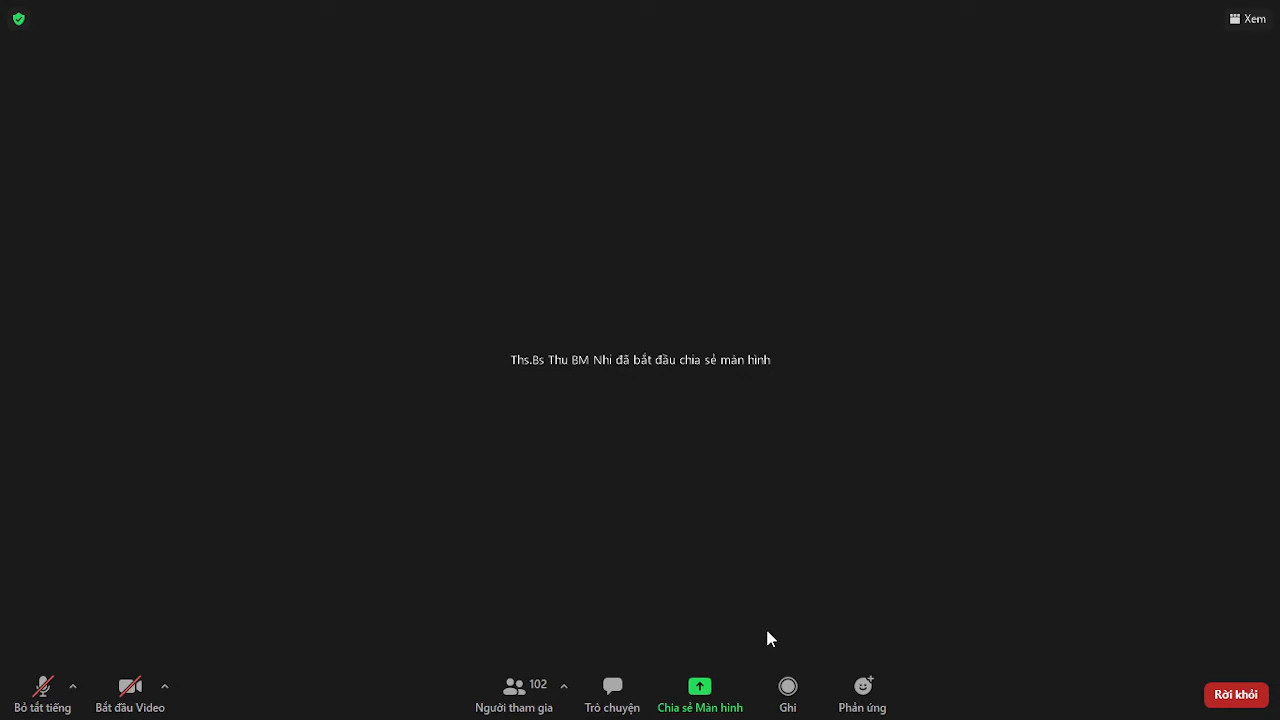 Xem
Ths.Bs Thu BM Nhi đã bắt đầu chia sẻ màn hình
102
Bỏ tắt tiếng
Bắt đầu Video
Người tham gia
Trò chuyện
Chia sẻ Màn hình
Ghi
Phản ứng
Rời khỏi